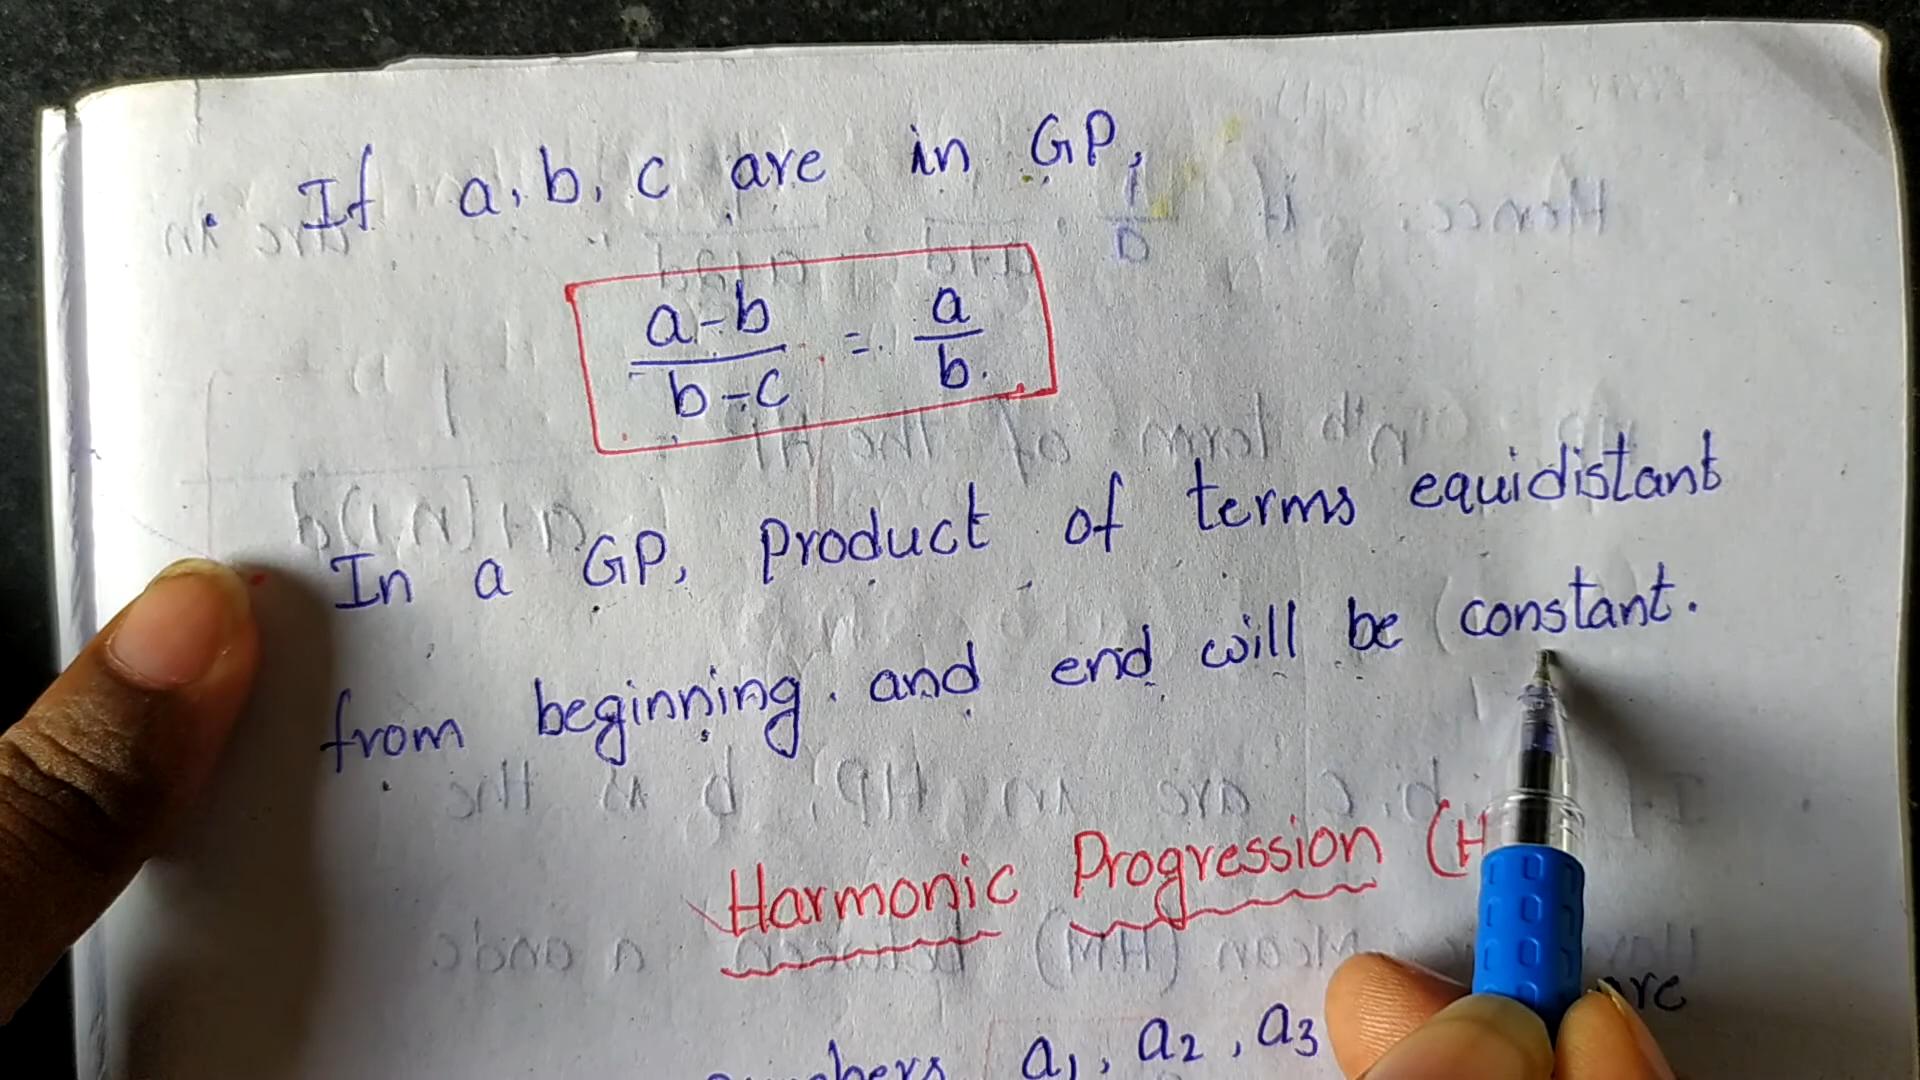 . If a, b, c are in GP,
a-b / b-c = a / b.
In a GP, Product of terms equidistant
from beginning. and end will be constant.
Harmonic Progression (H
are
a1, a2, a3